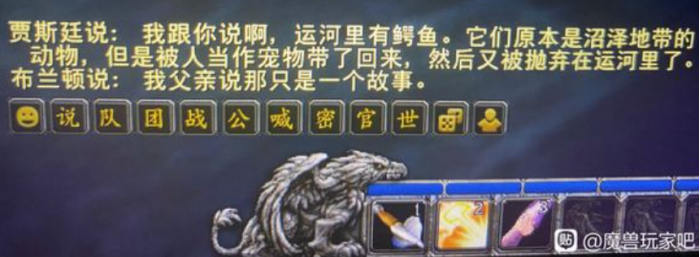 贾斯廷说：我跟你说啊，运河里有鳄鱼。它们原本是沼泽地带的
动物，但是被人当作宠物带了回来，然后又被抛弃在运河里了。
布兰顿说：我父亲说那只是一个故事。
说 队 团 战 公 喊 密 官 世
2 3
贴 @魔兽玩家吧